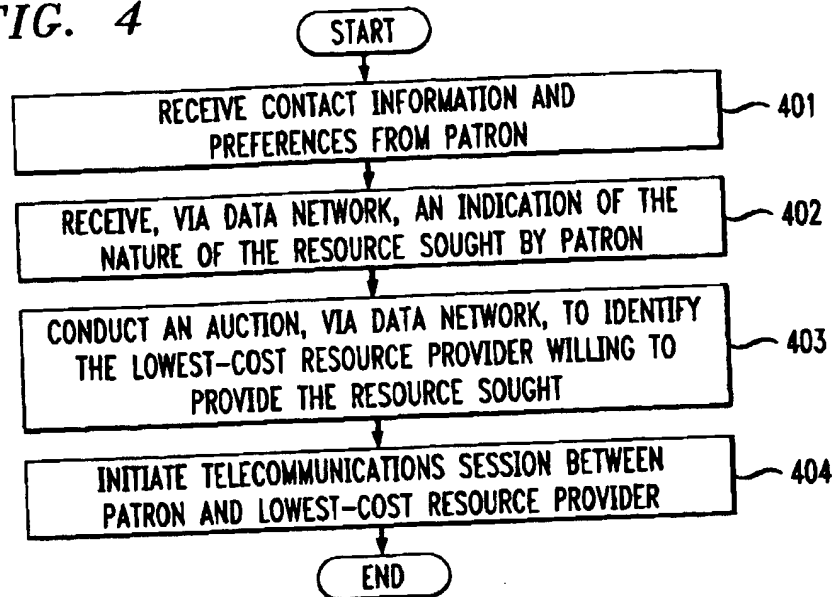 FIG. 4
START
RECEIVE CONTACT INFORMATION AND
PREFERENCES FROM PATRON
401
RECEIVE, VIA DATA NETWORK, AN INDICATION OF THE
NATURE OF THE RESOURCE SOUGHT BY PATRON
402
CONDUCT AN AUCTION, VIA DATA NETWORK, TO IDENTIFY
THE LOWEST-COST RESOURCE PROVIDER WILLING TO
PROVIDE THE RESOURCE SOUGHT
403
INITIATE TELECOMMUNICATIONS SESSION BETWEEN
PATRON AND LOWEST-COST RESOURCE PROVIDER
404
END